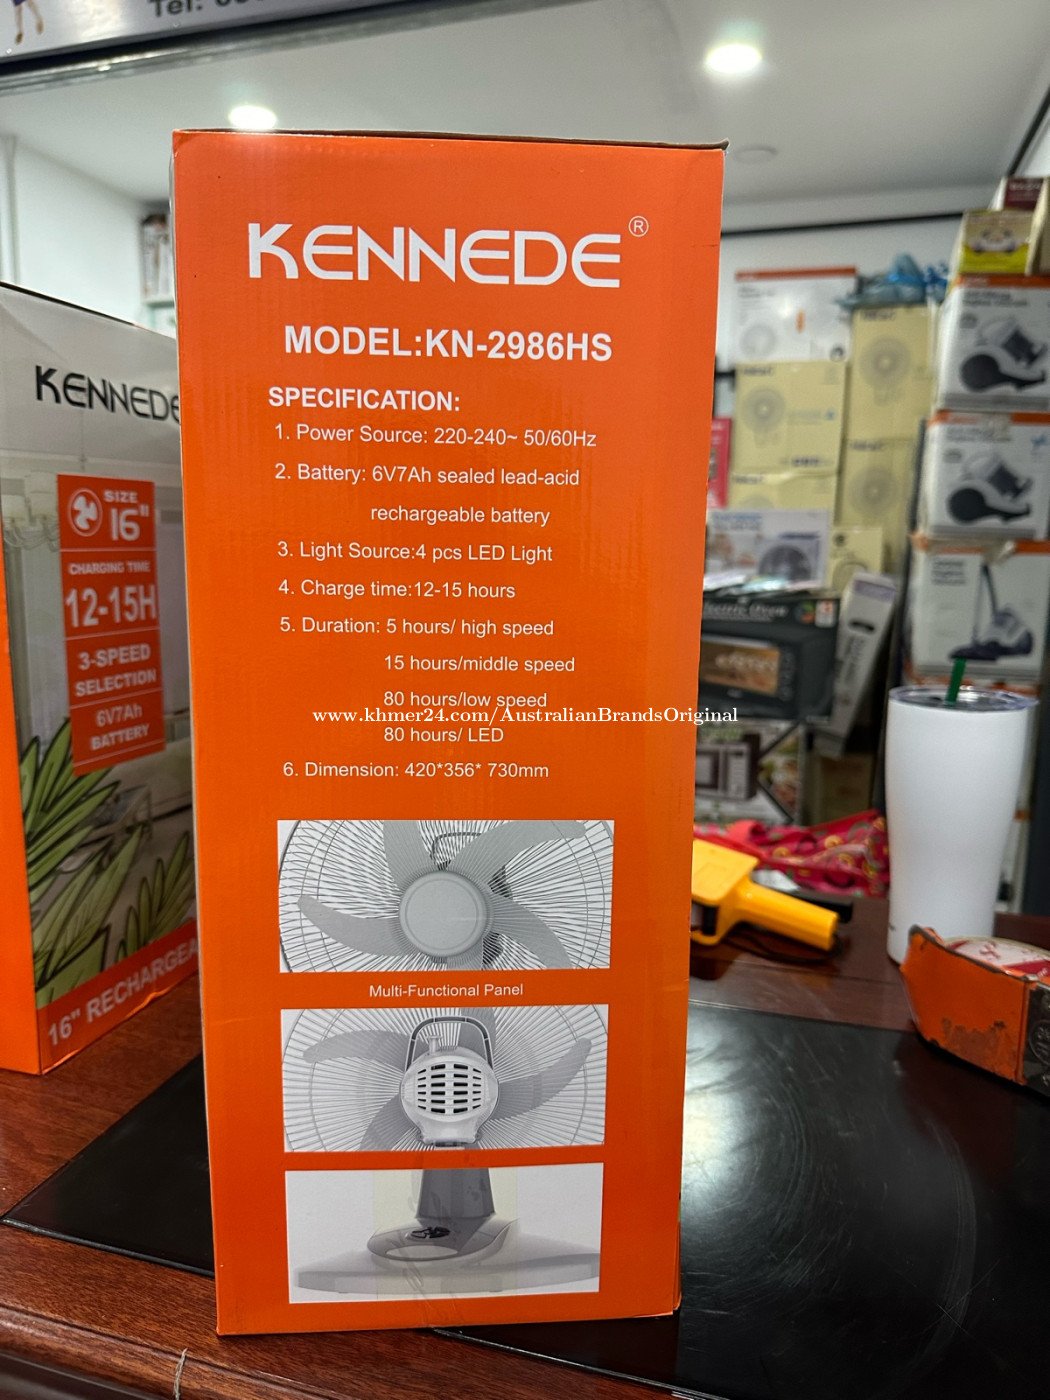 Tel:
KENNEDE®
MODEL:KN-2986HS
SPECIFICATION:
1. Power Source: 220-240~ 50/60Hz
2. Battery: 6V7Ah sealed lead-acid
rechargeable battery
3. Light Source:4 pcs LED Light
4. Charge time:12-15 hours
5. Duration: 5 hours/ high speed
15 hours/middle speed
80 hours/low speed
www.khmer24.com/AustralianBrandsOriginal
80 hours/ LED
6. Dimension: 420*356* 730mm
Multi-Functional Panel
KENNEDE
SIZE
16"
CHARGING TIME
12-15H
3-SPEED
SELECTION
6V7Ah
BATTERY
16" RECHARGEA